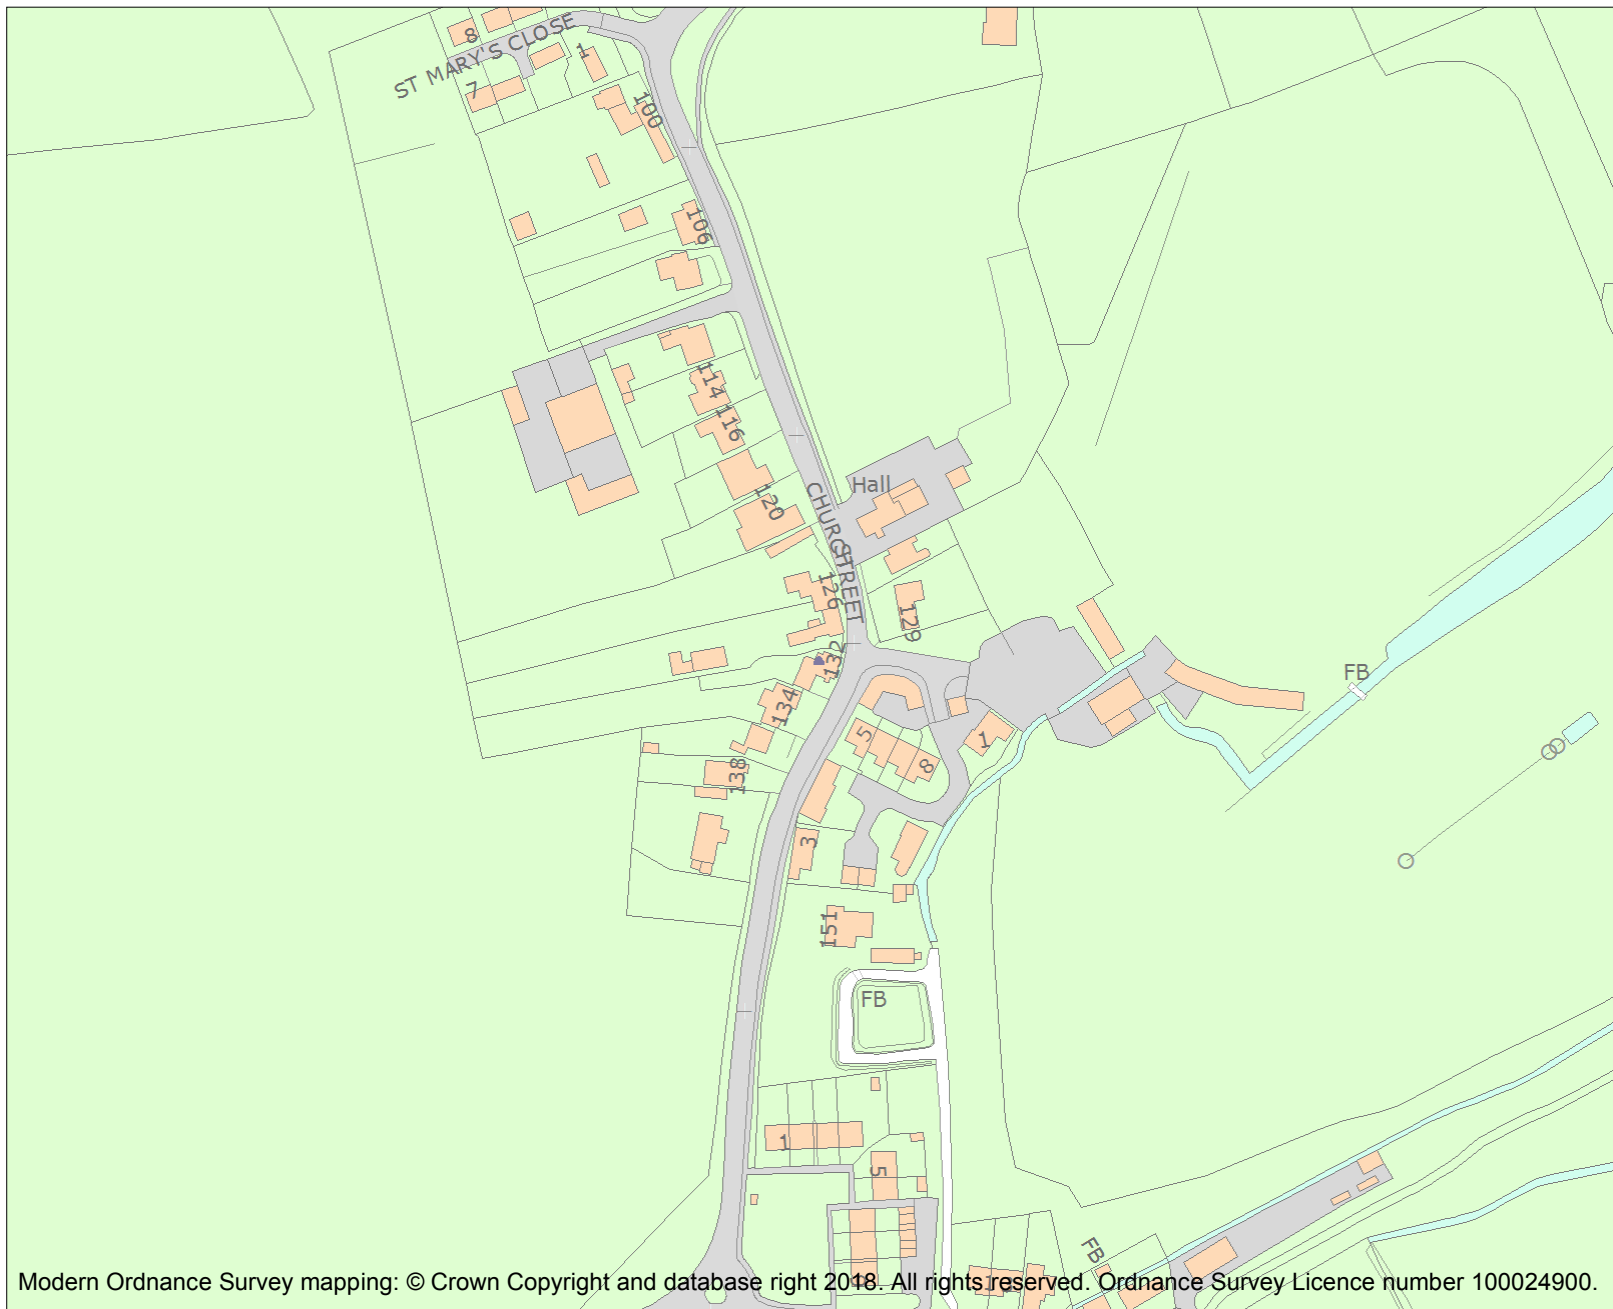 8
ST MARY'S CLOSE
1
7
100
106
114
116
120
Hall
CHURCH
STREET
126
129
132
134
FB
5
1
8
138
3
151
FB
1
5
FB
Modern Ordnance Survey mapping: © Crown Copyright and database right 2018. All rights reserved. Ordnance Survey Licence number 100024900.